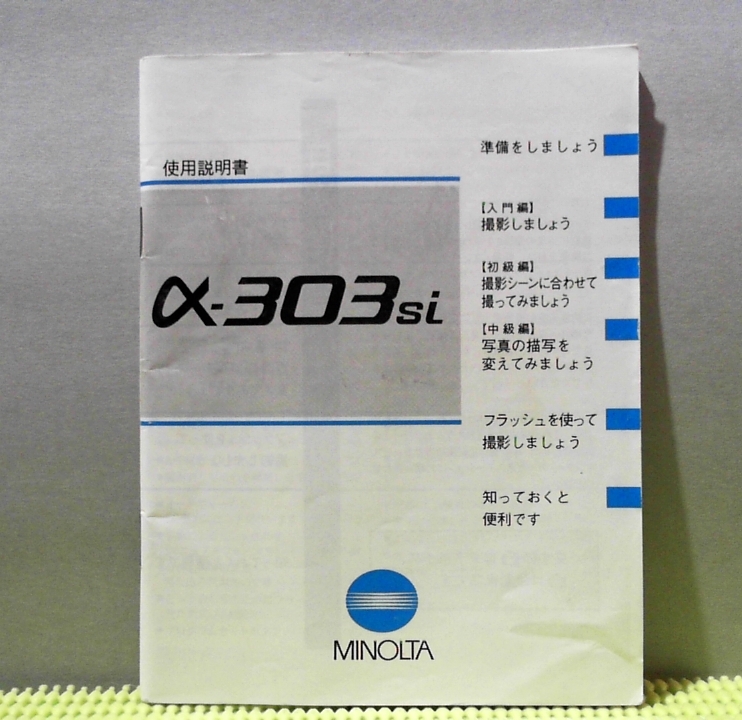 使用説明書
α-303si
準備をしましょう
【入門編】
撮影しましょう
【初級編】
撮影シーンに合わせて
撮ってみましょう
【中級編】
写真の描写を
変えてみましょう
フラッシュを使って
撮影しましょう
知っておくと
便利です
MINOLTA